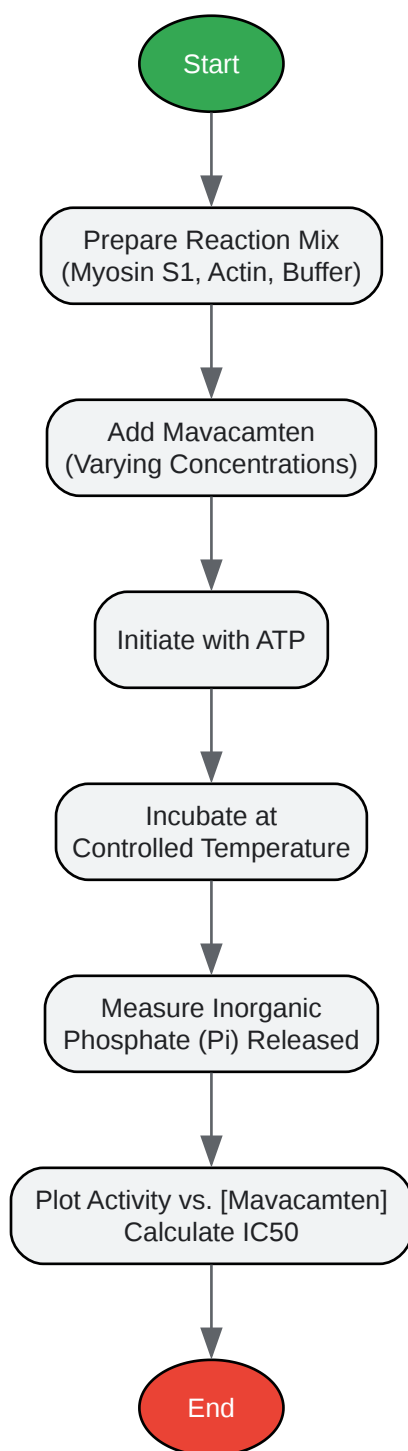 Start
Prepare Reaction Mix
(Myosin S1, Actin, Buffer)
Add Mavacamten
(Varying Concentrations)
Initiate with ATP
Incubate at
Controlled Temperature
Measure Inorganic
Phosphate (Pi) Released
Plot Activity vs. [Mavacamten]
Calculate IC50
End